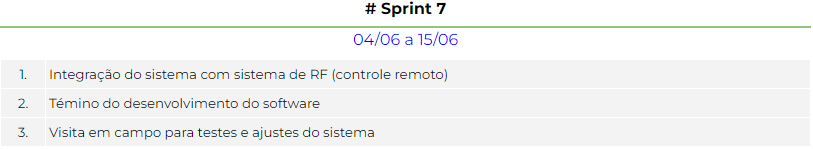 # Sprint 7
04/06 a 15/06
1. Integração do sistema com sistema de RF (controle remoto)
2. Témino do desenvolvimento do software
3. Visita em campo para testes e ajustes do sistema